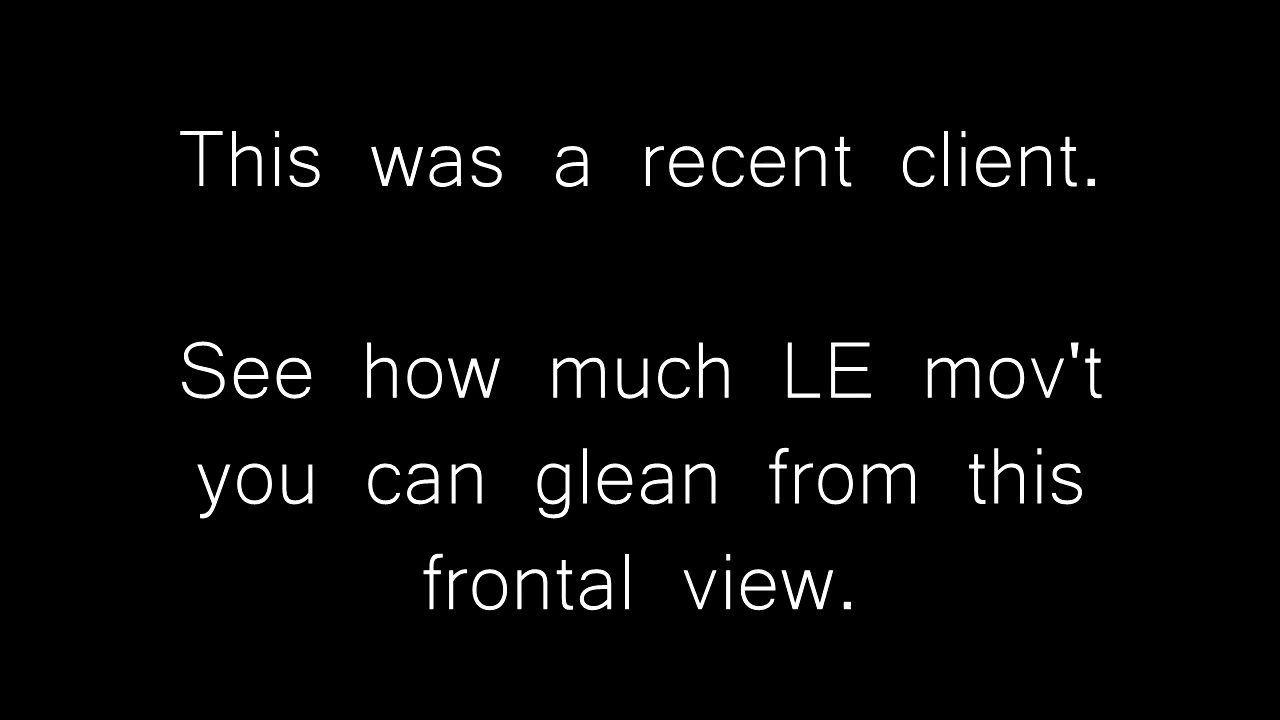 This was a recent client.
See how much LE mov't
you can glean from this
frontal view.